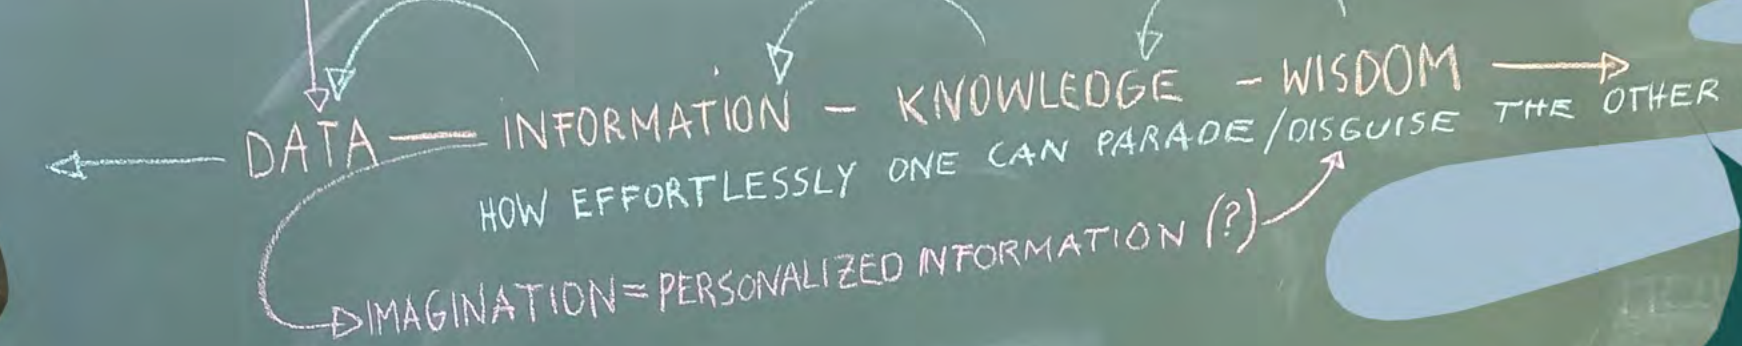 DATA — INFORMATION — KNOWLEDGE — WISDOM
HOW EFFORTLESSLY ONE CAN PARADE/DISGUISE THE OTHER
IMAGINATION = PERSONALIZED INFORMATION (?)